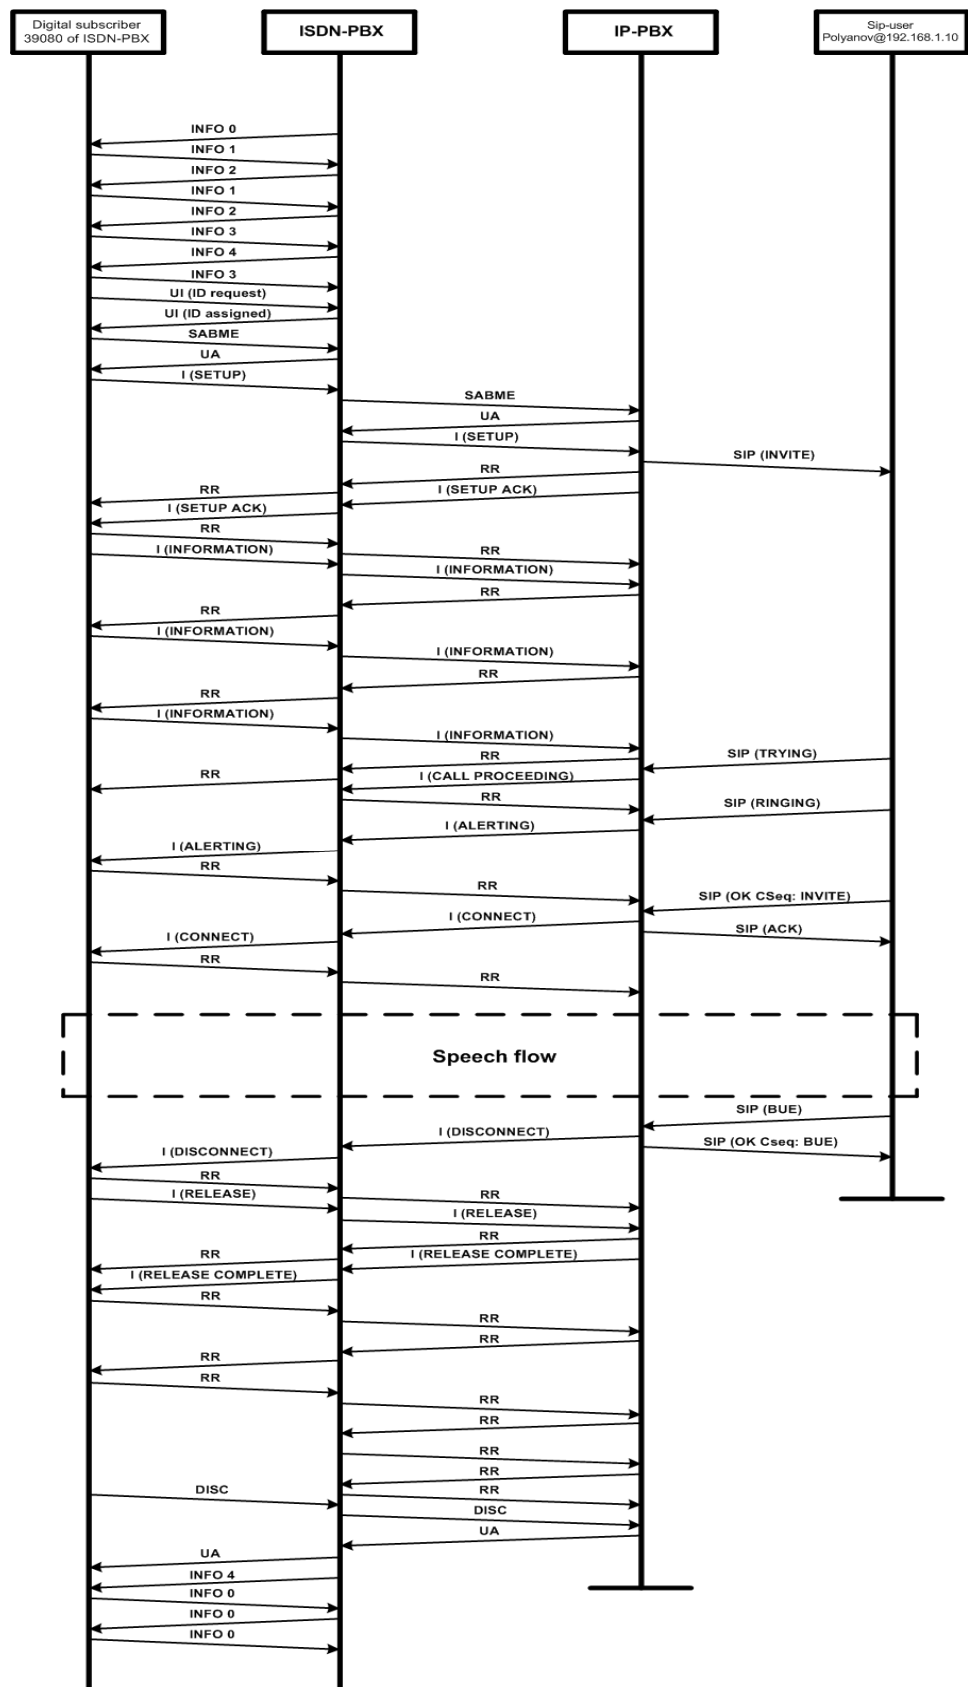 Digital subscriber
39080 of ISDN-PBX
ISDN-PBX
IP-PBX
Sip-user
Polyanov@192.168.1.10
INFO 0
INFO 1
INFO 2
INFO 1
INFO 2
INFO 3
INFO 4
INFO 3
UI (ID request)
UI (ID assigned)
SABME
UA
I (SETUP)
SABME
UA
I (SETUP)
SIP (INVITE)
RR
RR
I (SETUP ACK)
I (SETUP ACK)
RR
I (INFORMATION)
RR
I (INFORMATION)
RR
RR
I (INFORMATION)
I (INFORMATION)
RR
RR
I (INFORMATION)
I (INFORMATION)
SIP (TRYING)
RR
RR
I (CALL PROCEEDING)
RR
SIP (RINGING)
I (ALERTING)
I (ALERTING)
RR
RR
SIP (OK CSeq: INVITE)
I (CONNECT)
SIP (ACK)
I (CONNECT)
RR
RR
Speech flow
SIP (BUE)
I (DISCONNECT)
SIP (OK Cseq: BUE)
I (DISCONNECT)
RR
I (RELEASE)
RR
I (RELEASE)
RR
RR
I (RELEASE COMPLETE)
I (RELEASE COMPLETE)
RR
RR
RR
RR
RR
RR
RR
RR
RR
DISC
RR
DISC
UA
UA
INFO 4
INFO 0
INFO 0
INFO 0